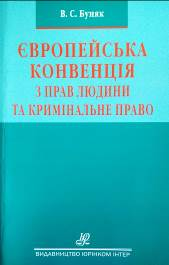 В. С. Буняк
ЄВРОПЕЙСЬКА
КОНВЕНЦІЯ
З ПРАВ ЛЮДИНИ
ТА КРИМІНАЛЬНЕ ПРАВО
ВИДАВНИЦТВО ЮРІНКОМ ІНТЕР